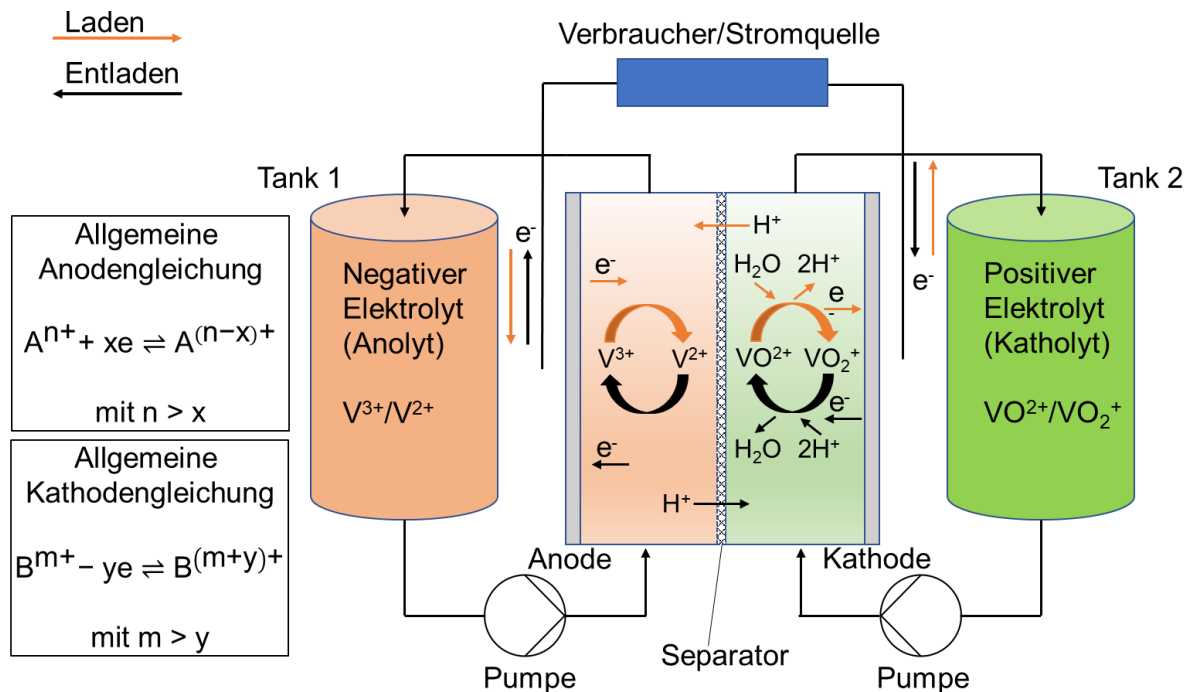 Laden
Entladen
Verbraucher/Stromquelle
Tank 1
Tank 2
Allgemeine
Anodengleichung
Aⁿ⁺ + xe ⇌ A⁽ⁿ⁻ˣ⁾⁺
mit n > x
Allgemeine
Kathodengleichung
Bᵐ⁺ − ye ⇌ B⁽ᵐ⁺ʸ⁾⁺
mit m > y
Negativer
Elektrolyt
(Anolyt)
V³⁺/V²⁺
e⁻
e⁻
V³⁺ V²⁺
e⁻
H⁺
H⁺
H₂O 2H⁺
e
-
VO²⁺ VO₂⁺
e⁻
H₂O 2H⁺
e⁻
Positiver
Elektrolyt
(Katholyt)
VO²⁺/VO₂⁺
Anode
Kathode
Separator
Pumpe
Pumpe